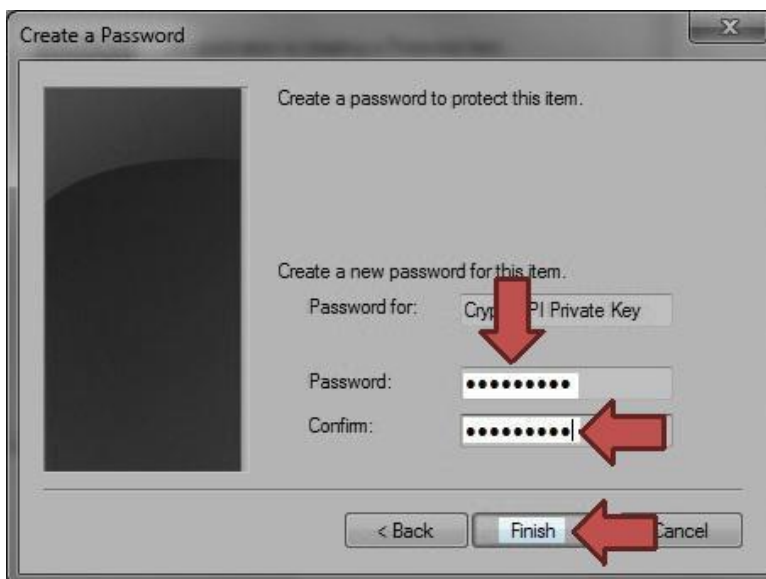 Create a Password
Create a password to protect this item.
Create a new password for this item.
Password for: Cry PI Private Key
Password: ●●●●●●●●●
Confirm: ●●●●●●●●●
< Back Finish Cancel